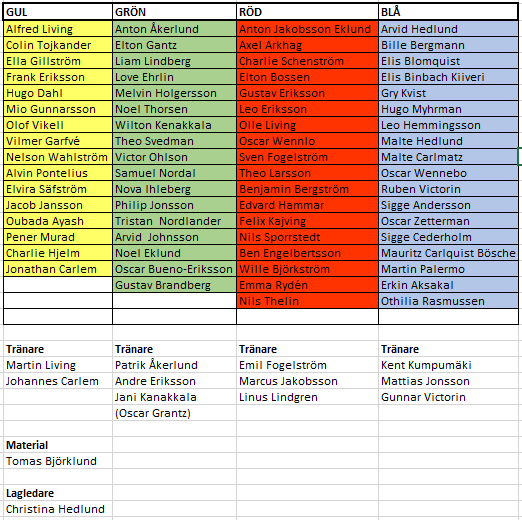 GUL GRÖN RÖD BLÅ
Alfred Living Anton Åkerlund Anton Jakobsson Eklund Arvid Hedlund
Colin Tojkander Elton Gantz Axel Arkhag Bille Bergmann
Ella Gillström Liam Lindberg Charlie Schenström Elis Blomquist
Frank Eriksson Love Ehrlin Elton Bossen Elis Binbach Kiiveri
Hugo Dahl Melvin Holgersson Gustav Eriksson Gry Kvist
Mio Gunnarsson Noel Thorsen Leo Eriksson Hugo Myhrman
Olof Vikell Wilton Kenakkala Olle Living Leo Hemmingsson
Vilmer Garfvé Theo Svedman Oscar Wennlo Malte Hedlund
Nelson Wahlström Victor Ohlson Sven Fogelström Malte Carlmatz
Alvin Pontelius Samuel Nordal Theo Larsson Oscar Wennebo
Elvira Säfström Nova Ihleberg Benjamin Bergström Ruben Victorin
Jacob Jansson Philip Jonsson Edvard Hammar Sigge Andersson
Oubada Ayash Tristan Nordlander Felix Kajving Oscar Zetterman
Pener Murad Arvid Johnsson Nils Sporrstedt Sigge Cederholm
Charlie Hjelm Noel Eklund Ben Engelbertsson Mauritz Carlquist Bösche
Jonathan Carlem Oscar Bueno-Eriksson Wille Björkström Martin Palermo
Gustav Brandberg Emma Rydén Erkin Aksakal
Nils Thelin Othilia Rasmussen
Tränare Tränare Tränare Tränare
Martin Living Patrik Åkerlund Emil Fogelström Kent Kumpumäki
Johannes Carlem Andre Eriksson Marcus Jakobsson Mattias Jonsson
Jani Kanakkala Linus Lindgren Gunnar Victorin
(Oscar Grantz)
Material
Tomas Björklund
Lagledare
Christina Hedlund